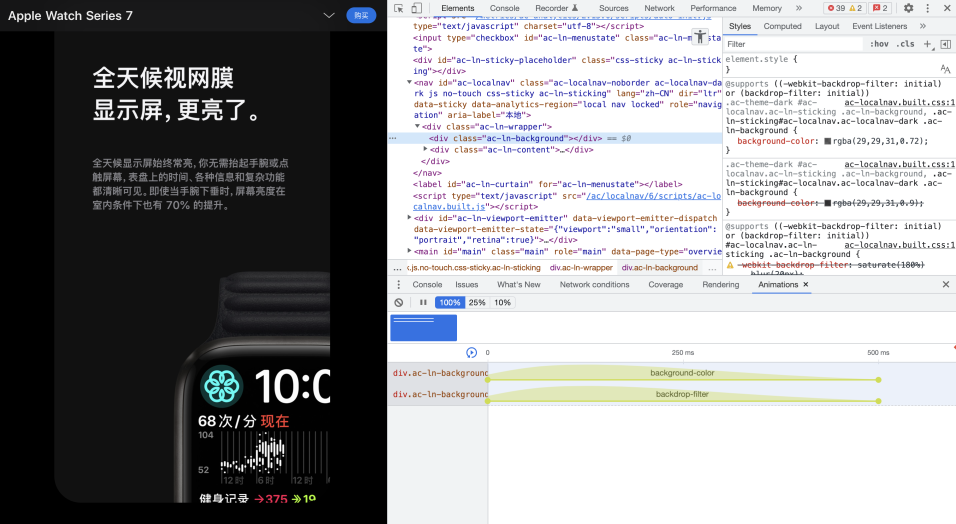 Apple Watch Series 7
购买
全天候视网膜
显示屏，更亮了。
全天候显示屏始终常亮，你无需抬起手腕或点
触屏幕，表盘上的时间、各种信息和复杂功能
都清晰可见。即使当手腕下垂时，屏幕亮度在
室内条件下也有 70% 的提升。
10:0
68 次/分 现在
104
52
12 时 6 时 12 时
健身记录 375 19
Elements Console Recorder Sources Network Performance Memory » 39 2 2
type="text/javascript" charset="utf-8"></script>
<input type="checkbox" id="ac-ln-menustate" class="ac-ln-menusta
te">
<div id="ac-ln-sticky-placeholder" class="css-sticky ac-ln-stick
ing"></div>
<nav id="ac-localnav" class="ac-localnav-noborder ac-localnav-da
rk js no-touch css-sticky ac-ln-sticking" lang="zh-CN" dir="ltr"
data-sticky data-analytics-region="local nav locked" role="navig
ation" aria-label="本地">
<div class="ac-ln-wrapper">
… <div class="ac-ln-background"></div> == $0
<div class="ac-ln-content">…</div>
</div>
</nav>
<label id="ac-ln-curtain" for="ac-ln-menustate"></label>
<script type="text/javascript" src="/ac/localnav/6/scripts/ac-lo
calnav.built.js"></script>
<div id="ac-ln-viewport-emitter" data-viewport-emitter-dispatch
data-viewport-emitter-state="{"viewport":"small","orientation":
"portrait","retina":true}">…</div>
<main id="main" class="main" role="main" data-page-type="overvie
… .js.no-touch.css-sticky.ac-ln-sticking div.ac-ln-wrapper div.ac-ln-background …
Styles Computed Layout Event Listeners »
Filter :hov .cls +
element.style {
}
@supports ((-webkit-backdrop-filter: initial)
or (backdrop-filter: initial))
.ac-theme-dark #ac- ac-localnav.built.css:1
localnav.ac-ln-sticking .ac-ln-background, .ac-
ln-sticking#ac-localnav.ac-localnav-dark .ac-
ln-background {
background-color: rgba(29,29,31,0.72);
}
.ac-theme-dark #ac- ac-localnav.built.css:1
localnav.ac-ln-sticking .ac-ln-background, .ac-
ln-sticking#ac-localnav.ac-localnav-dark .ac-
ln-background {
background-color: rgba(29,29,31,0.9);
}
@supports ((-webkit-backdrop-filter: initial)
or (backdrop-filter: initial))
#ac-localnav.ac-ln- ac-localnav.built.css:1
sticking .ac-ln-background {
-webkit-backdrop-filter: saturate(180%)
blur(20px);
Console Issues What's New Network conditions Coverage Rendering Animations ×
100% 25% 10%
0 250 ms 500 ms
div.ac-ln-background background-color
div.ac-ln-background backdrop-filter